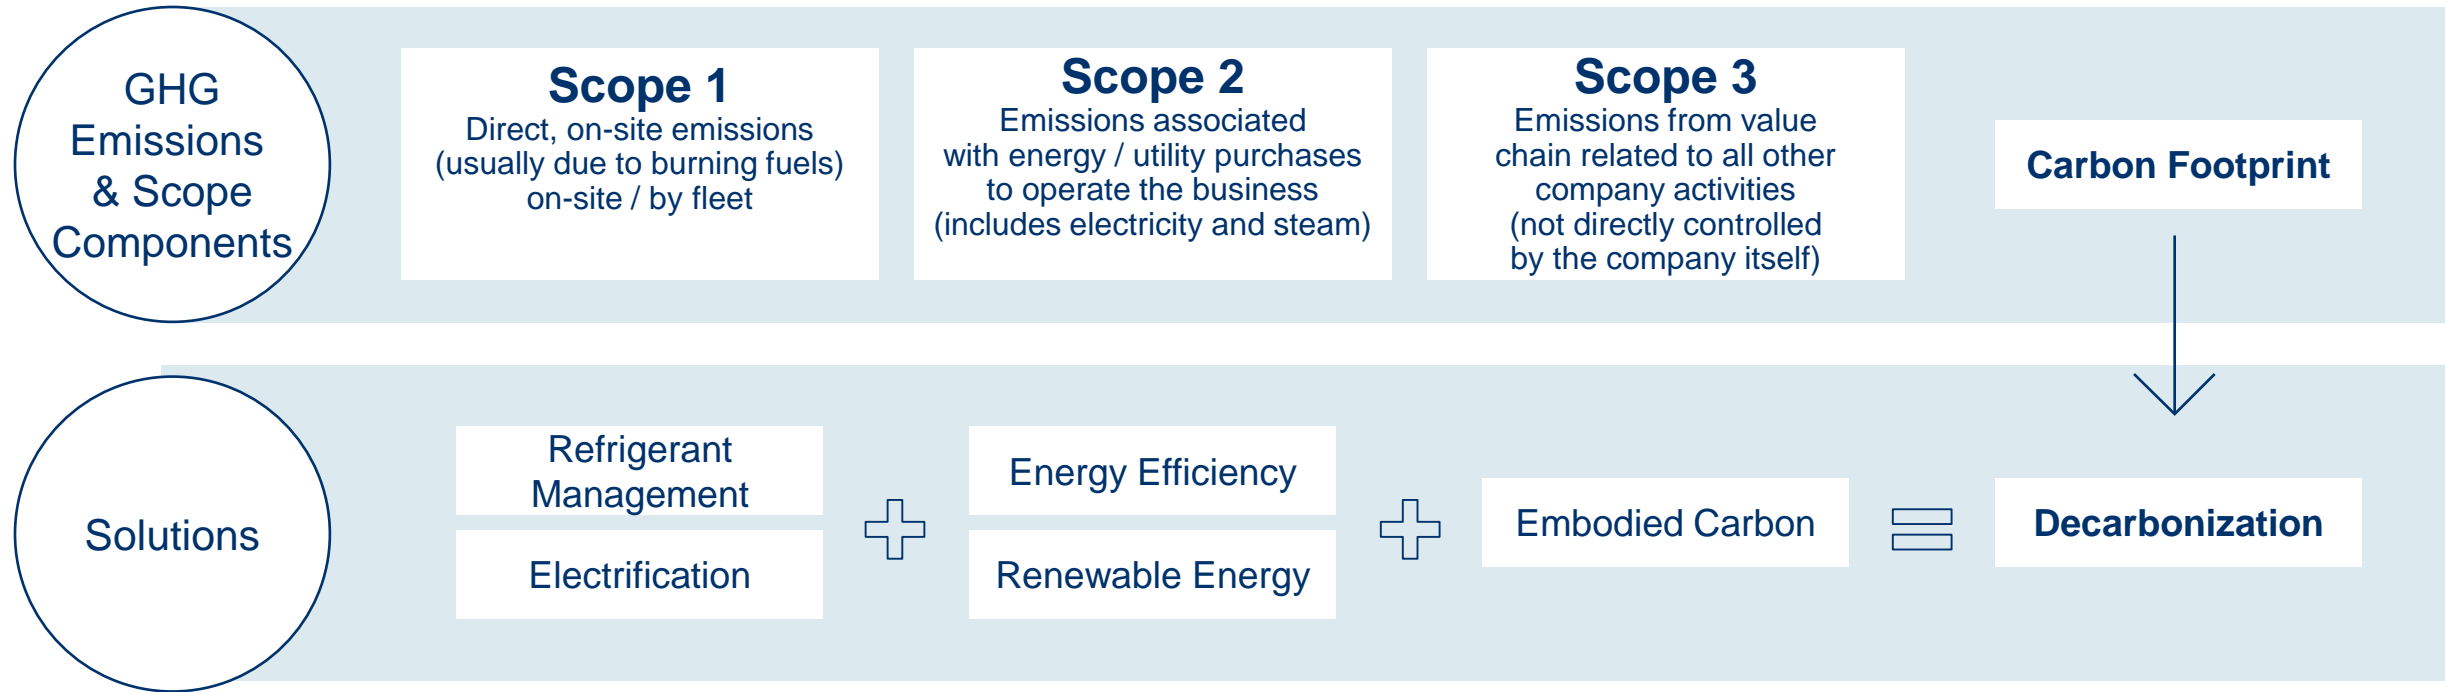 GHG
Emissions
& Scope
Components
Scope 1
Direct, on-site emissions
(usually due to burning fuels)
on-site / by fleet
Scope 2
Emissions associated
with energy / utility purchases
to operate the business
(includes electricity and steam)
Scope 3
Emissions from value
chain related to all other
company activities
(not directly controlled
by the company itself)
Carbon Footprint
Solutions
Refrigerant
Management
Electrification
Energy Efficiency
Renewable Energy
Embodied Carbon
Decarbonization